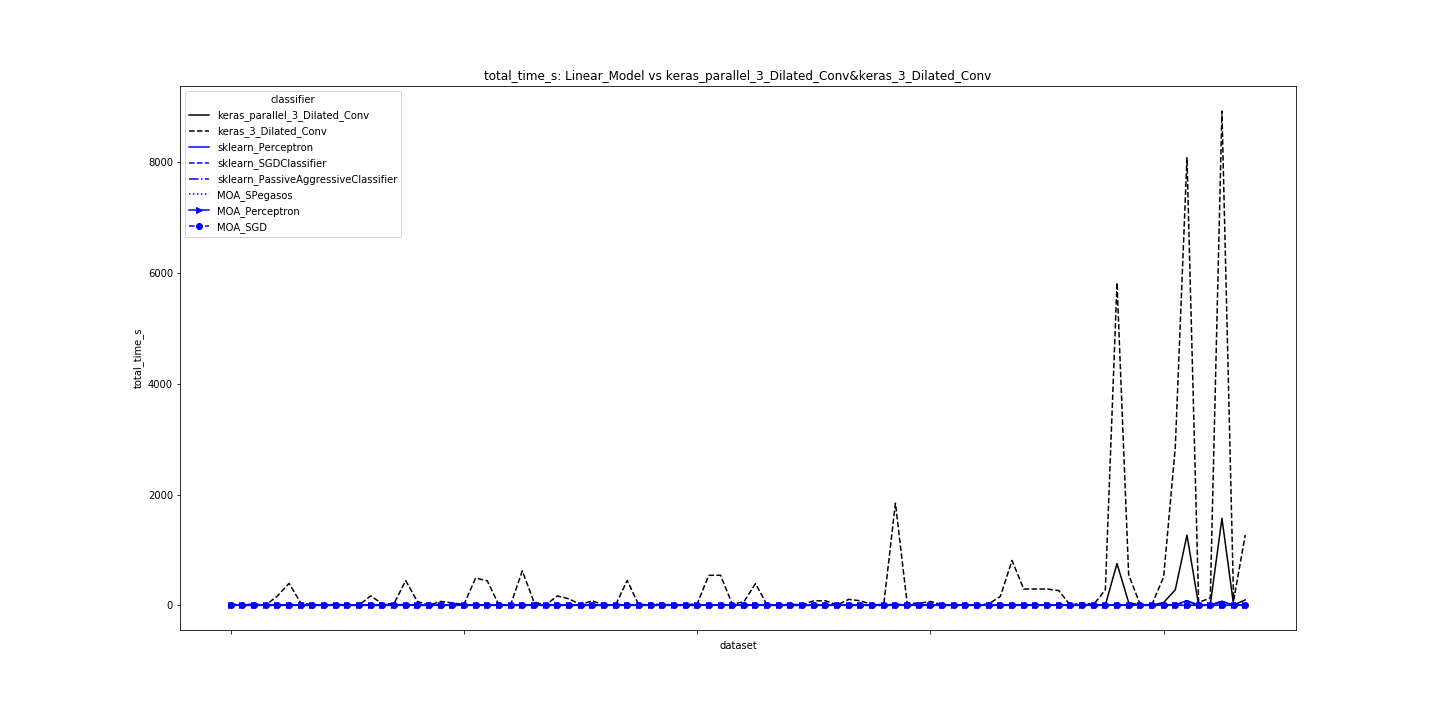 total_time_s: Linear_Model vs keras_parallel_3_Dilated_Conv&keras_3_Dilated_Conv
classifier
keras_parallel_3_Dilated_Conv
keras_3_Dilated_Conv
sklearn_Perceptron
sklearn_SGDClassifier
sklearn_PassiveAggressiveClassifier
MOA_SPegasos
MOA_Perceptron
MOA_SGD
8000
6000
4000
2000
0
total_time_s
dataset